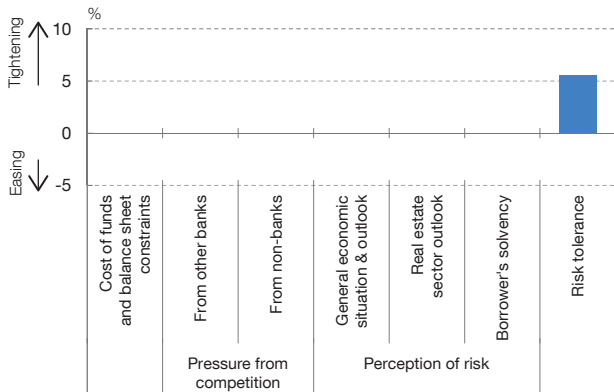 %
Tightening
Easing
10
5
0
-5
Cost of funds
and balance sheet
constraints
From other banks
From non-banks
General economic
situation & outlook
Real estate
sector outlook
Borrower's solvency
Risk tolerance
Pressure from
competition
Perception of risk